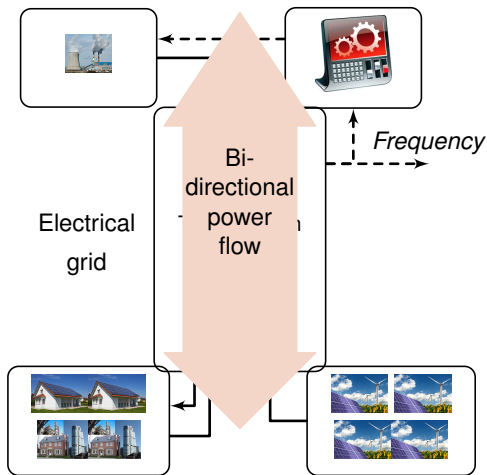 Frequency
Bi-
directional
power
flow
Electrical
grid